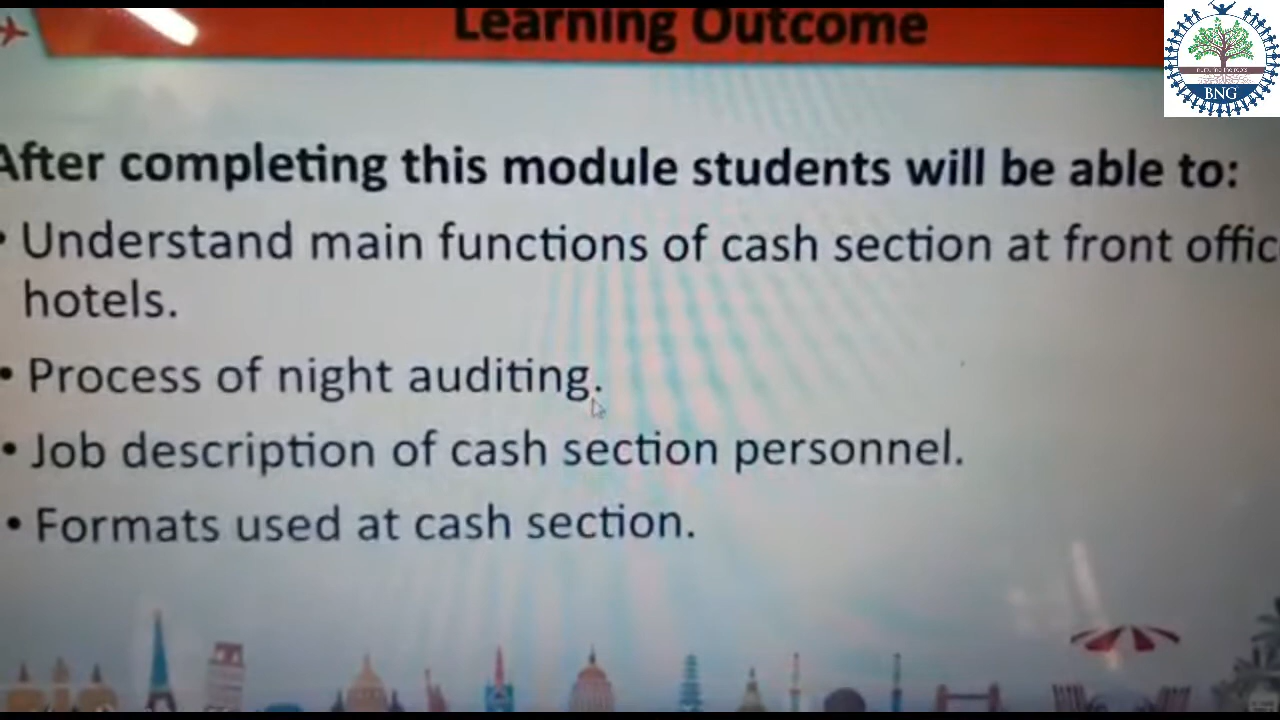 Learning Outcome
BNG
After completing this module students will be able to:
• Understand main functions of cash section at front offic
hotels.
• Process of night auditing.
• Job description of cash section personnel.
• Formats used at cash section.